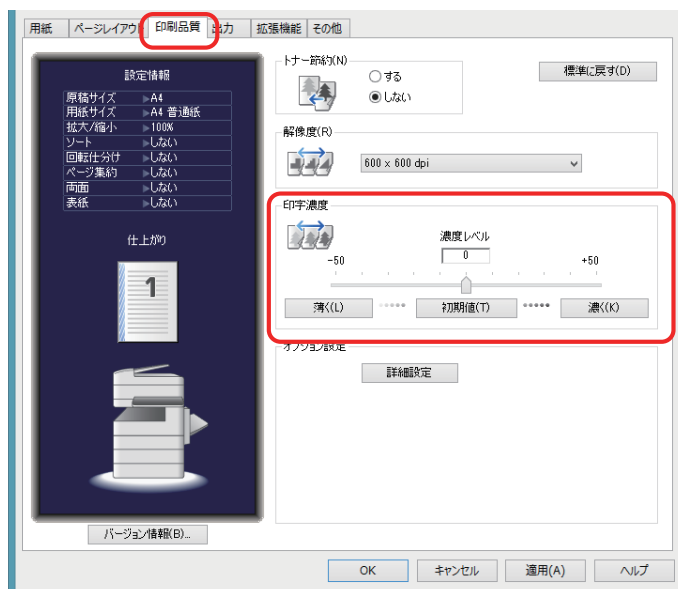 用紙 ページレイアウト 印刷品質 出力 拡張機能 その他
設定情報
原稿サイズ ▶A4
用紙サイズ ▶A4 普通紙
拡大/縮小 ▶100%
ソート ▶しない
回転仕分け ▶しない
ページ集約 ▶しない
両面 ▶しない
表紙 ▶しない
仕上がり
1
バージョン情報(B)...
トナー節約(N)
する
しない
標準に戻す(D)
解像度(R)
600 x 600 dpi
印字濃度
濃度レベル
-50 0 +50
薄く(L) 初期値(T) 濃く(K)
オプション設定
詳細設定
OK キャンセル 適用(A) ヘルプ